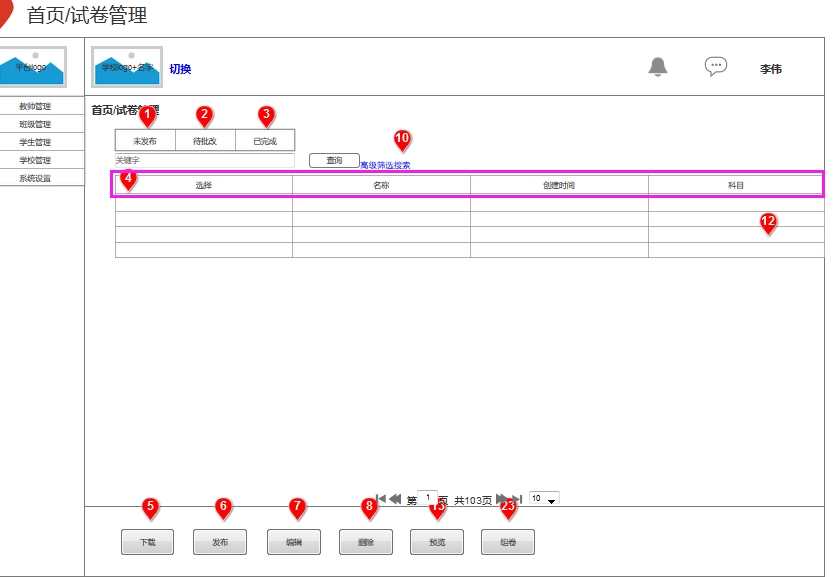 首页/试卷管理
平台logo
学校logo+名字
切换
李伟
教师管理
班级管理
学生管理
学校管理
系统设置
首页/试卷管理
1
2
3
未发布
待批改
已完成
10
关键字
查询
高级筛选搜索
4
选择
名称
创建时间
科目
12
第 1 页 共103页
10
5
6
7
8
13
23
下载
发布
编辑
删除
预览
组卷